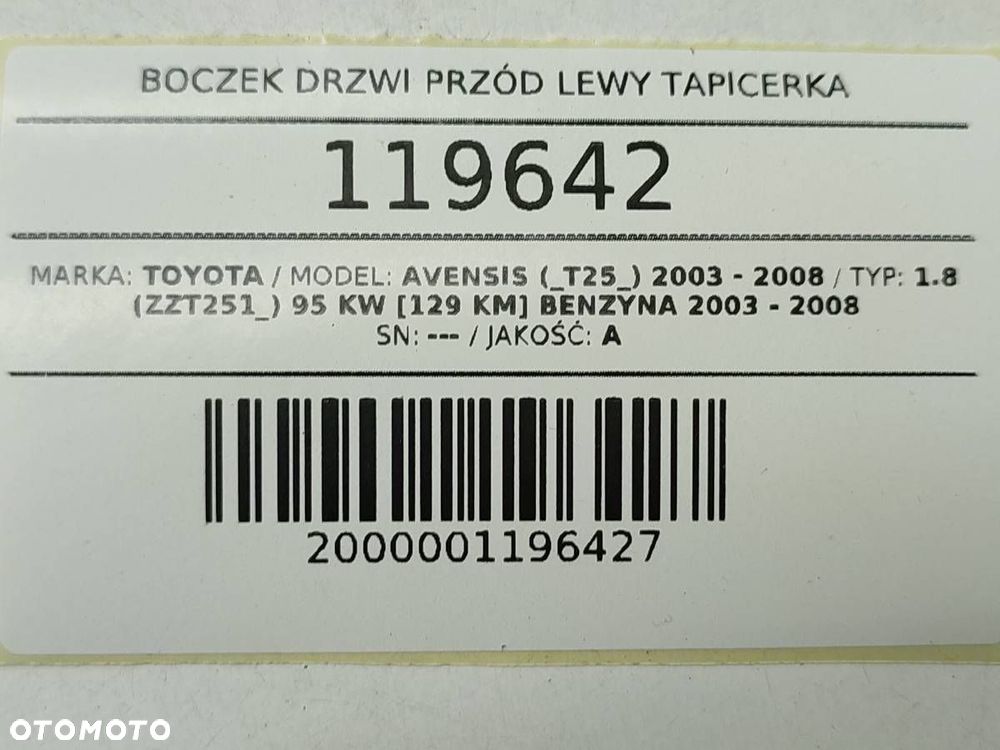 BOCZEK DRZWI PRZÓD LEWY TAPICERKA
119642
MARKA: TOYOTA / MODEL: AVENSIS (_T25_) 2003 - 2008 / TYP: 1.8
(ZZT251_) 95 KW [129 KM] BENZYNA 2003 - 2008
SN: --- / JAKOŚĆ: A
2000001196427
OTOMOTO